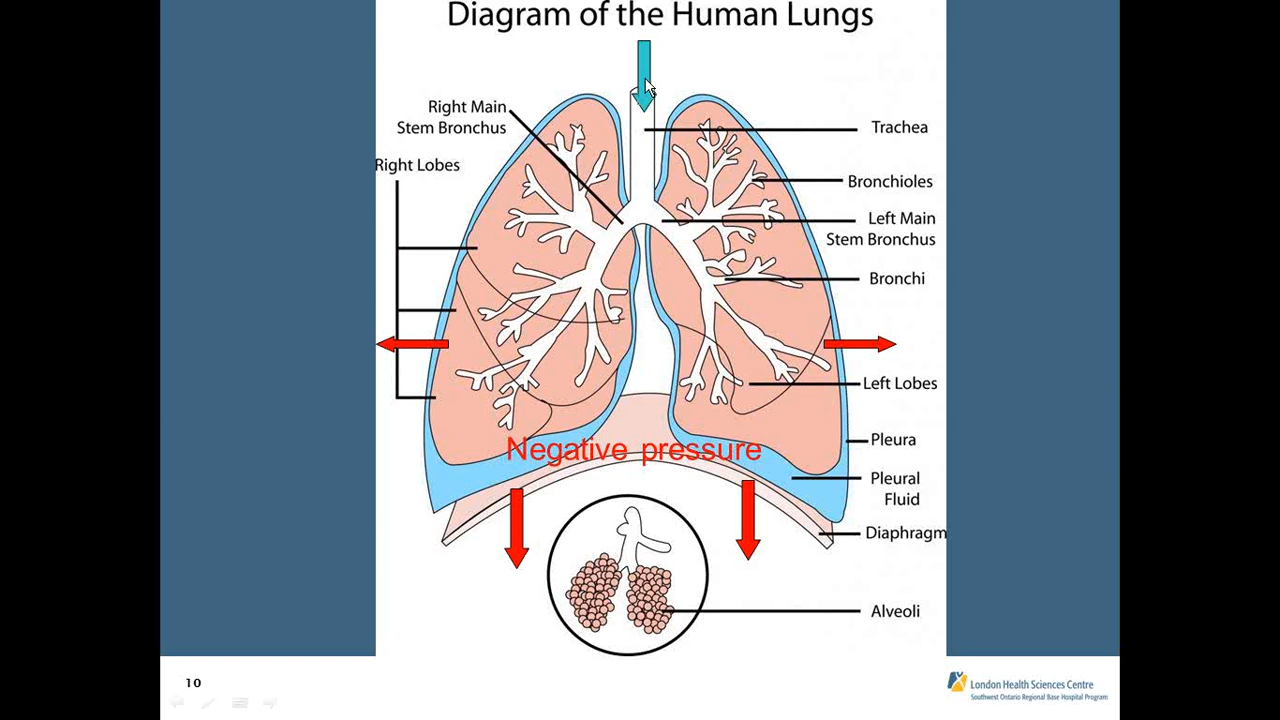 Diagram of the Human Lungs
Right Main
Stem Bronchus
Right Lobes
Trachea
Bronchioles
Left Main
Stem Bronchus
Bronchi
Left Lobes
Negative pressure
Pleura
Pleural
Fluid
Diaphragm
Alveoli
10
London Health Sciences Centre
Southwest Ontario Regional Base Hospital Program